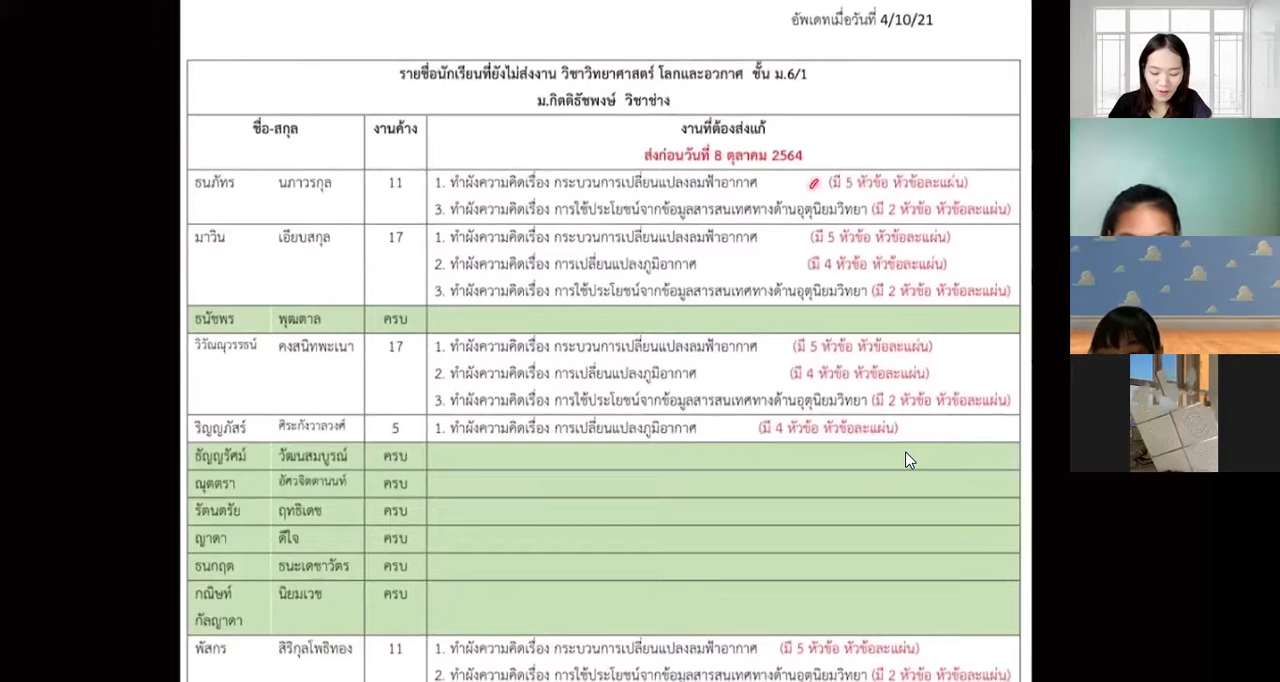 อัพเดทเมื่อวันที่ 4/10/21
รายชื่อนักเรียนที่ยังไม่ส่งงาน วิชาวิทยาศาสตร์ โลกและอวกาศ ชั้น ม.6/1
ม.กิตติธัชพงษ์ วิชาช่าง
ชื่อ-สกุล งานค้าง งานที่ต้องส่งแก้
ส่งก่อนวันที่ 8 ตุลาคม 2564
ธนภัทร นภาวรกุล 11 1. ทำผังความคิดเรื่อง กระบวนการเปลี่ยนแปลงลมฟ้าอากาศ (มี 5 หัวข้อ หัวข้อละแผ่น)
3. ทำผังความคิดเรื่อง การใช้ประโยชน์จากข้อมูลสารสนเทศทางด้านอุตุนิยมวิทยา (มี 2 หัวข้อ หัวข้อละแผ่น)
มาวิน เอียบสกุล 17 1. ทำผังความคิดเรื่อง กระบวนการเปลี่ยนแปลงลมฟ้าอากาศ (มี 5 หัวข้อ หัวข้อละแผ่น)
2. ทำผังความคิดเรื่อง การเปลี่ยนแปลงภูมิอากาศ (มี 4 หัวข้อ หัวข้อละแผ่น)
3. ทำผังความคิดเรื่อง การใช้ประโยชน์จากข้อมูลสารสนเทศทางด้านอุตุนิยมวิทยา (มี 2 หัวข้อ หัวข้อละแผ่น)
ธนัชพร พุฒตาล ครบ
วิวัณณุวรรธน์ คงสนิทพะเนา 17 1. ทำผังความคิดเรื่อง กระบวนการเปลี่ยนแปลงลมฟ้าอากาศ (มี 5 หัวข้อ หัวข้อละแผ่น)
2. ทำผังความคิดเรื่อง การเปลี่ยนแปลงภูมิอากาศ (มี 4 หัวข้อ หัวข้อละแผ่น)
3. ทำผังความคิดเรื่อง การใช้ประโยชน์จากข้อมูลสารสนเทศทางด้านอุตุนิยมวิทยา (มี 2 หัวข้อ หัวข้อละแผ่น)
ริญญภัสร์ ศิระกังวาลวงศ์ 5 1. ทำผังความคิดเรื่อง การเปลี่ยนแปลงภูมิอากาศ (มี 4 หัวข้อ หัวข้อละแผ่น)
ธัญญรัศม์ วัฒนสมบูรณ์ ครบ
ณุตตรา อัศวจิตตานนท์ ครบ
รัตนตรัย ฤทธิเดช ครบ
ญาดา ดีใจ ครบ
ธนกฤต ธนะเดชาวัตร ครบ
กณิษท์ นิยมเวช ครบ
กัลญาดา
พัสกร สิริกุลโพธิทอง 11 1. ทำผังความคิดเรื่อง กระบวนการเปลี่ยนแปลงลมฟ้าอากาศ (มี 5 หัวข้อ หัวข้อละแผ่น)
2. ทำผังความคิดเรื่อง การใช้ประโยชน์จากข้อมูลสารสนเทศทางด้านอุตุนิยมวิทยา (มี 2 หัวข้อ หัวข้อละแผ่น)